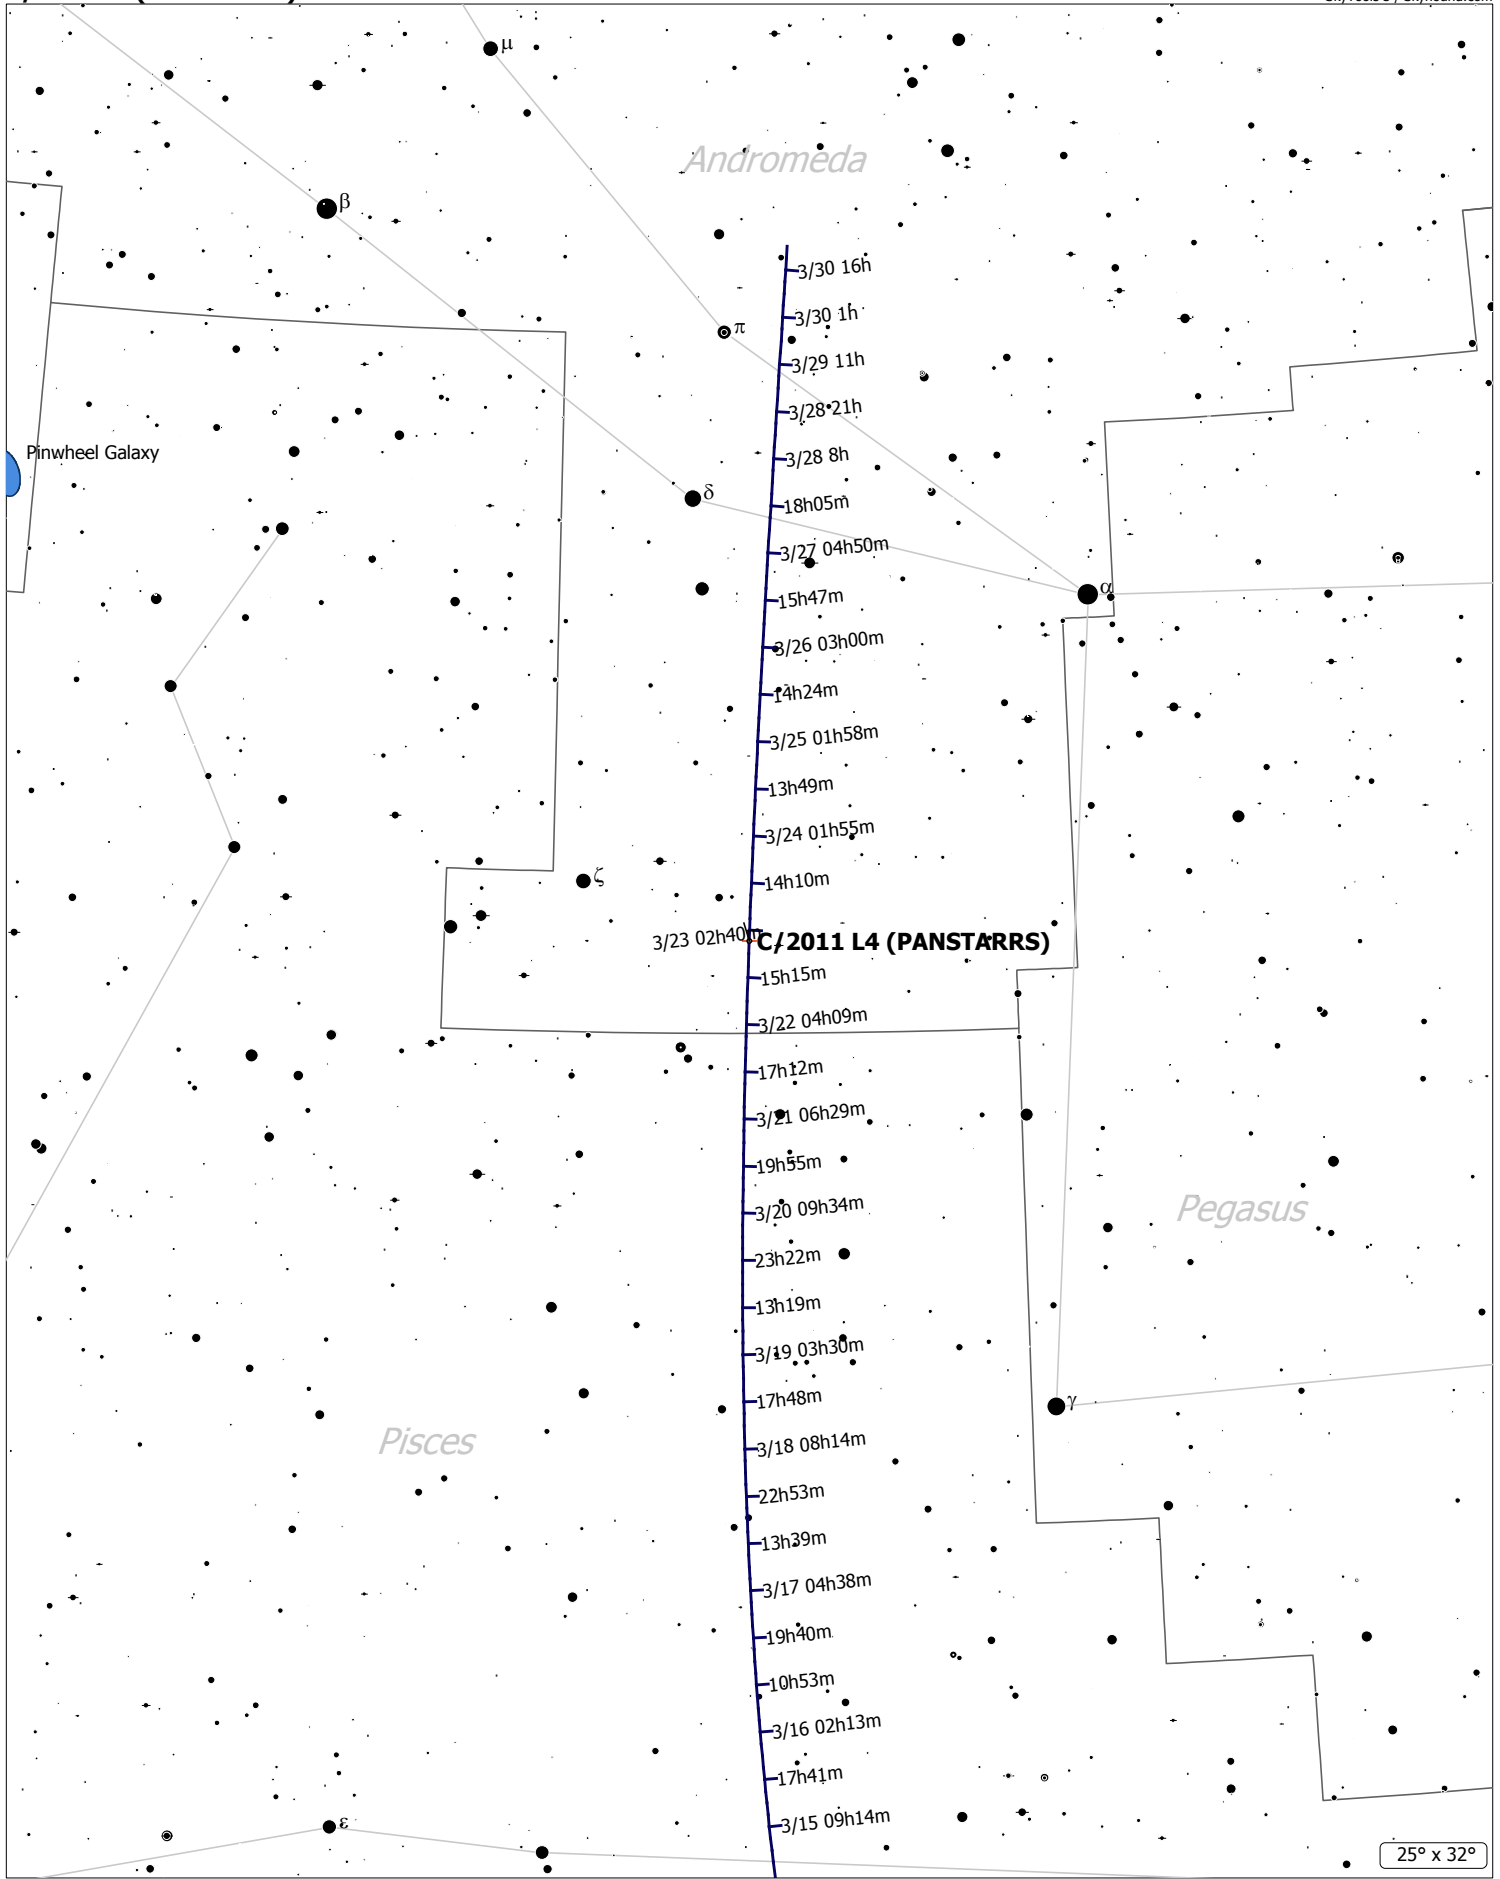 μ
Andromeda
β
3/30 16h
3/30 1h
π
3/29 11h
3/28 21h
Pinwheel Galaxy
3/28 8h
δ
18h05m
3/27 04h50m
α
15h47m
3/26 03h00m
14h24m
3/25 01h58m
13h49m
3/24 01h55m
ζ
14h10m
3/23 02h40m
C/2011 L4 (PANSTARRS)
15h15m
3/22 04h09m
17h12m
3/21 06h29m
19h55m
3/20 09h34m
Pegasus
23h22m
13h19m
3/19 03h30m
17h48m
γ
Pisces
3/18 08h14m
22h53m
13h39m
3/17 04h38m
19h40m
10h53m
3/16 02h13m
17h41m
3/15 09h14m
ε
25° x 32°